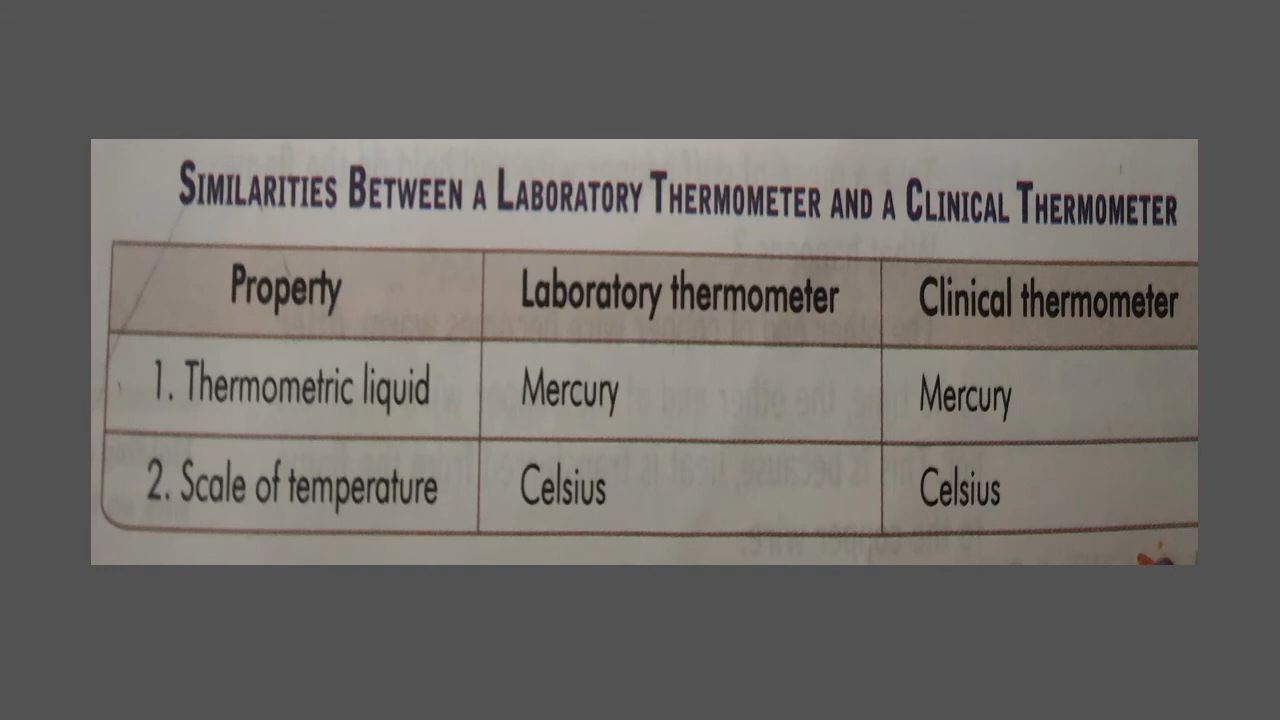 SIMILARITIES BETWEEN A LABORATORY THERMOMETER AND A CLINICAL THERMOMETER
Property Laboratory thermometer Clinical thermometer
1. Thermometric liquid Mercury Mercury
2. Scale of temperature Celsius Celsius